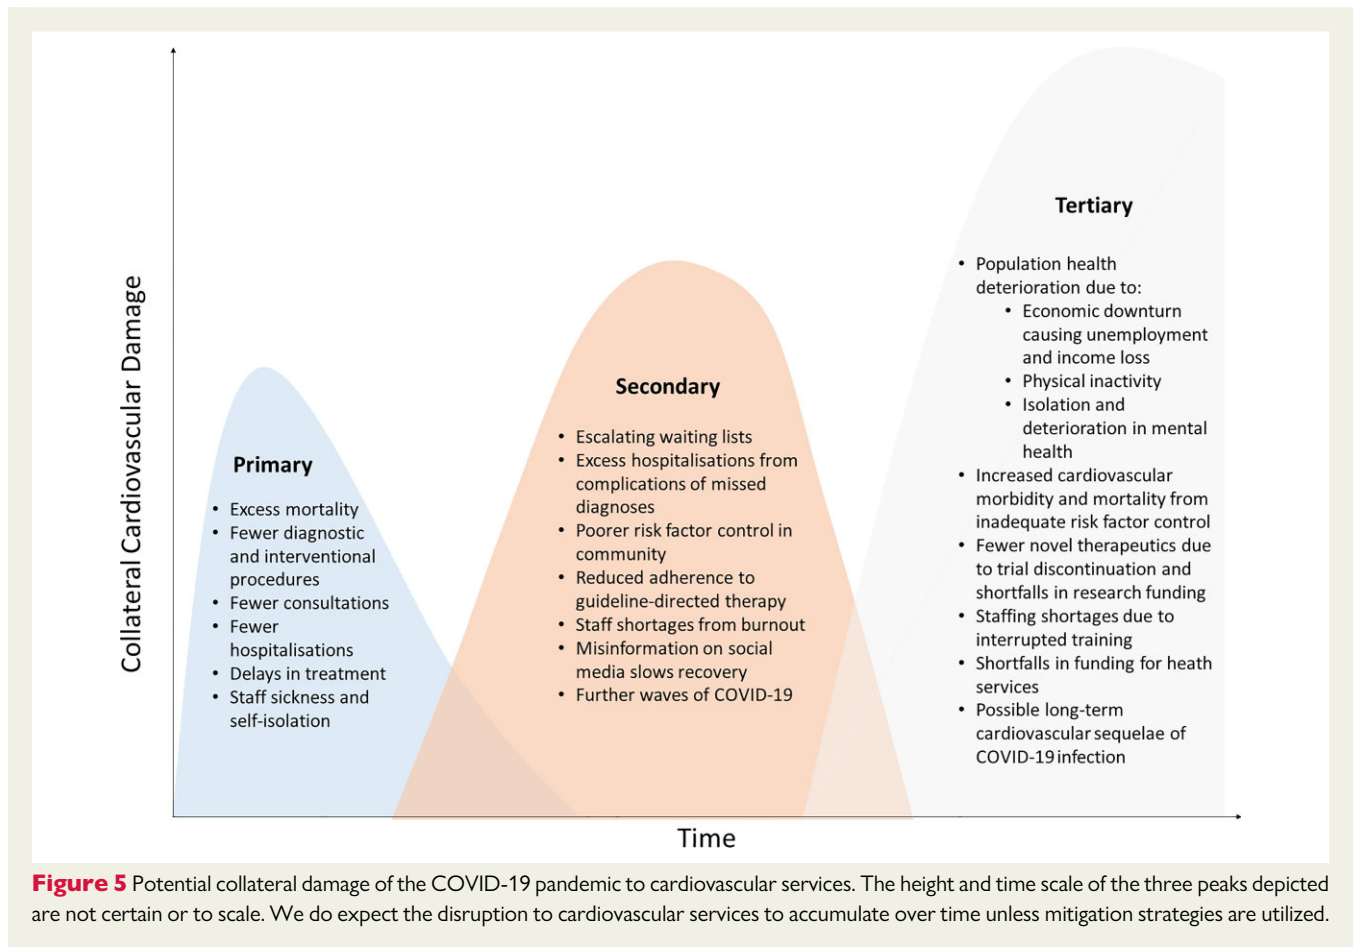 Collateral Cardiovascular Damage
Primary
• Excess mortality
• Fewer diagnostic
and interventional
procedures
• Fewer consultations
• Fewer
hospitalisations
• Delays in treatment
• Staff sickness and
self-isolation
Secondary
• Escalating waiting lists
• Excess hospitalisations from
complications of missed
diagnoses
• Poorer risk factor control in
community
• Reduced adherence to
guideline-directed therapy
• Staff shortages from burnout
• Misinformation on social
media slows recovery
• Further waves of COVID-19
Tertiary
• Population health
deterioration due to:
• Economic downturn
causing unemployment
and income loss
• Physical inactivity
• Isolation and
deterioration in mental
health
• Increased cardiovascular
morbidity and mortality from
inadequate risk factor control
• Fewer novel therapeutics due
to trial discontinuation and
shortfalls in research funding
• Staffing shortages due to
interrupted training
• Shortfalls in funding for heath
services
• Possible long-term
cardiovascular sequelae of
COVID-19 infection
Time
Figure 5 Potential collateral damage of the COVID-19 pandemic to cardiovascular services. The height and time scale of the three peaks depicted
are not certain or to scale. We do expect the disruption to cardiovascular services to accumulate over time unless mitigation strategies are utilized.